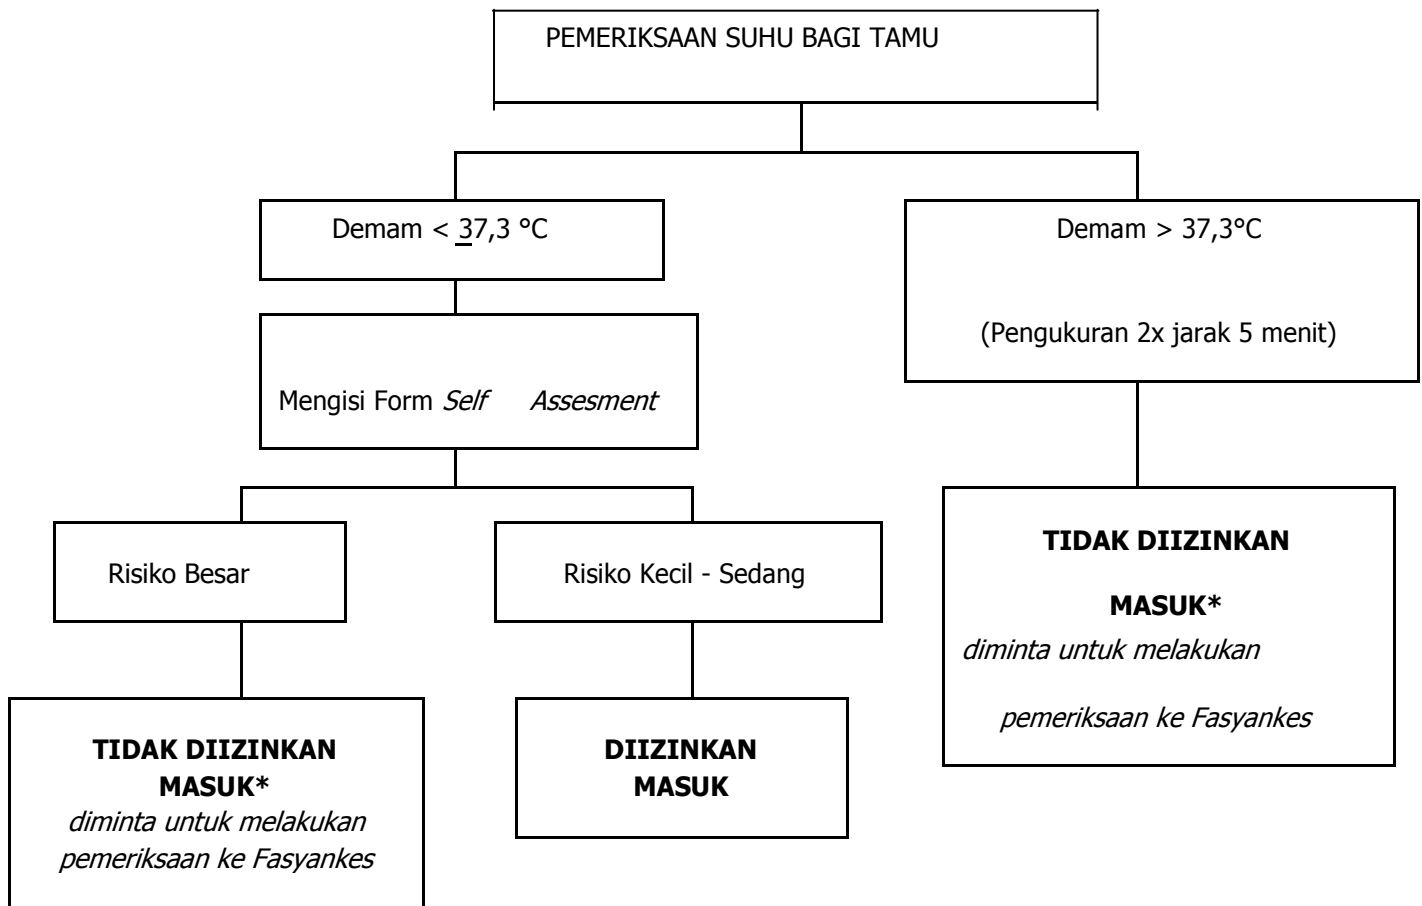 PEMERIKSAAN SUHU BAGI TAMU
Demam < 37,3 °C
Demam > 37,3°C
(Pengukuran 2x jarak 5 menit)
Mengisi Form Self Assesment
Risiko Besar
Risiko Kecil - Sedang
TIDAK DIIZINKAN
MASUK*
diminta untuk melakukan
pemeriksaan ke Fasyankes
TIDAK DIIZINKAN
MASUK*
diminta untuk melakukan
pemeriksaan ke Fasyankes
DIIZINKAN
MASUK